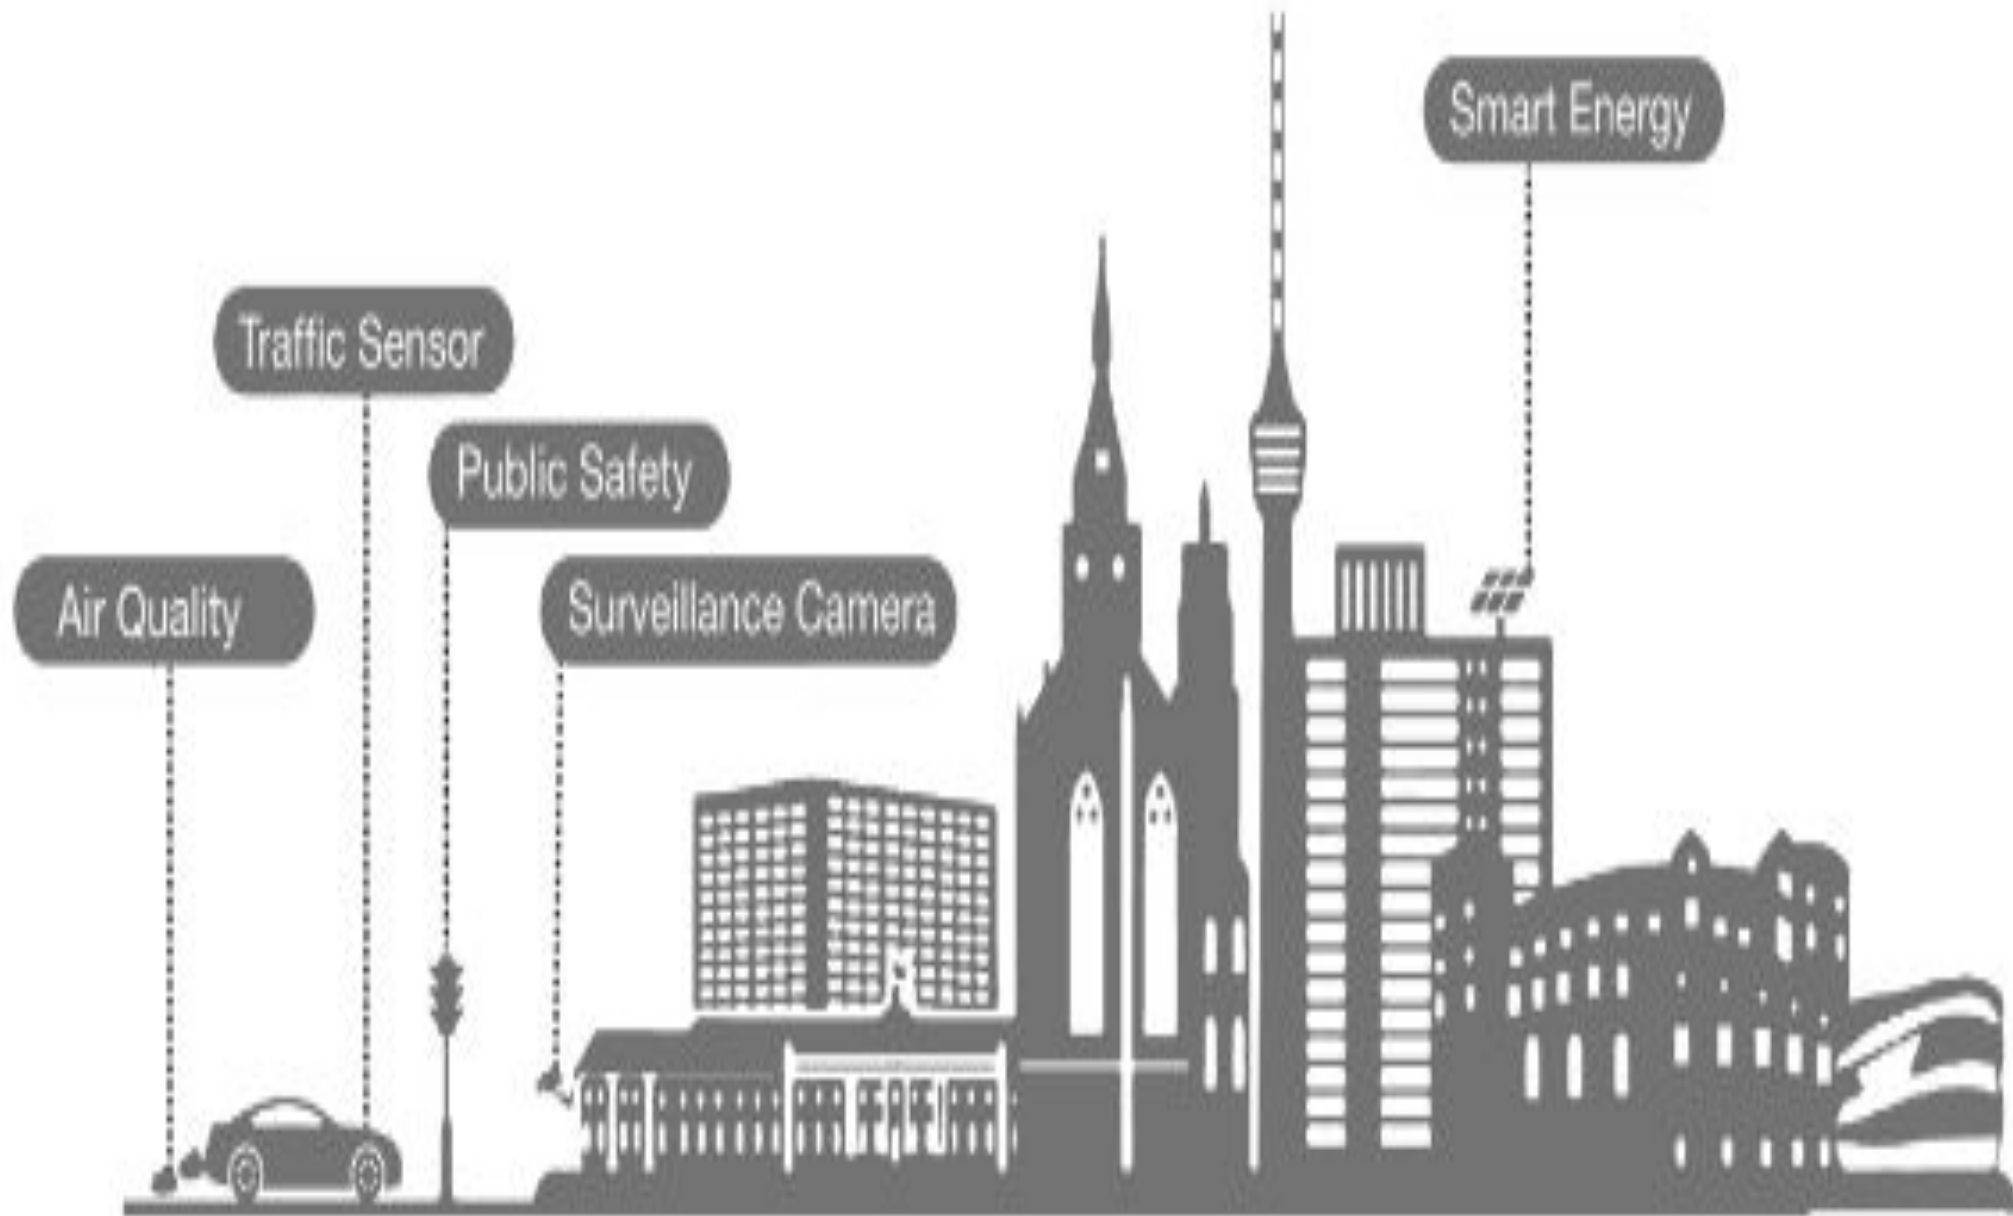 Smart Energy
Traffic Sensor
Public Safety
Air Quality
Surveillance Camera